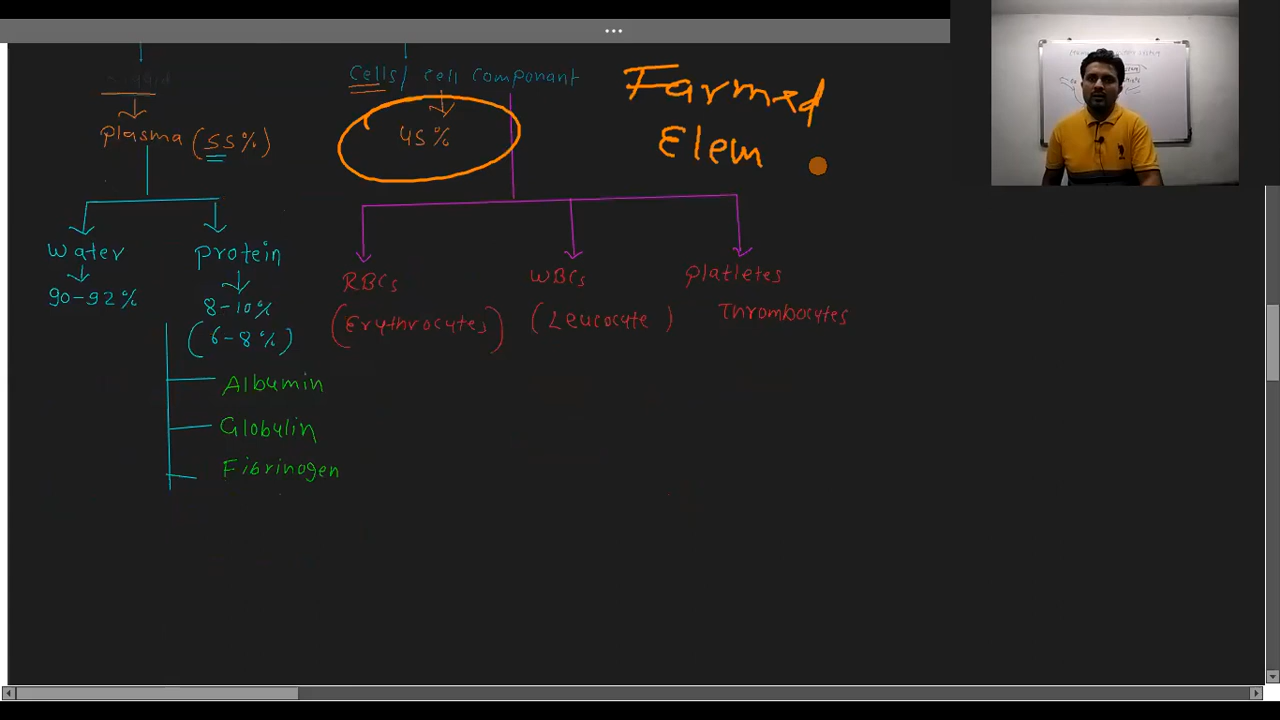 Cells/ cell componant
Farmed
Elem
plasma (55%)
45%
water
90-92%
protein
8-10%
(6-8%)
RBCs
(Erythrocytes)
WBCs
(Leucocyte )
platletes
Thrombocytes
Albumin
Globulin
Fibrinogen